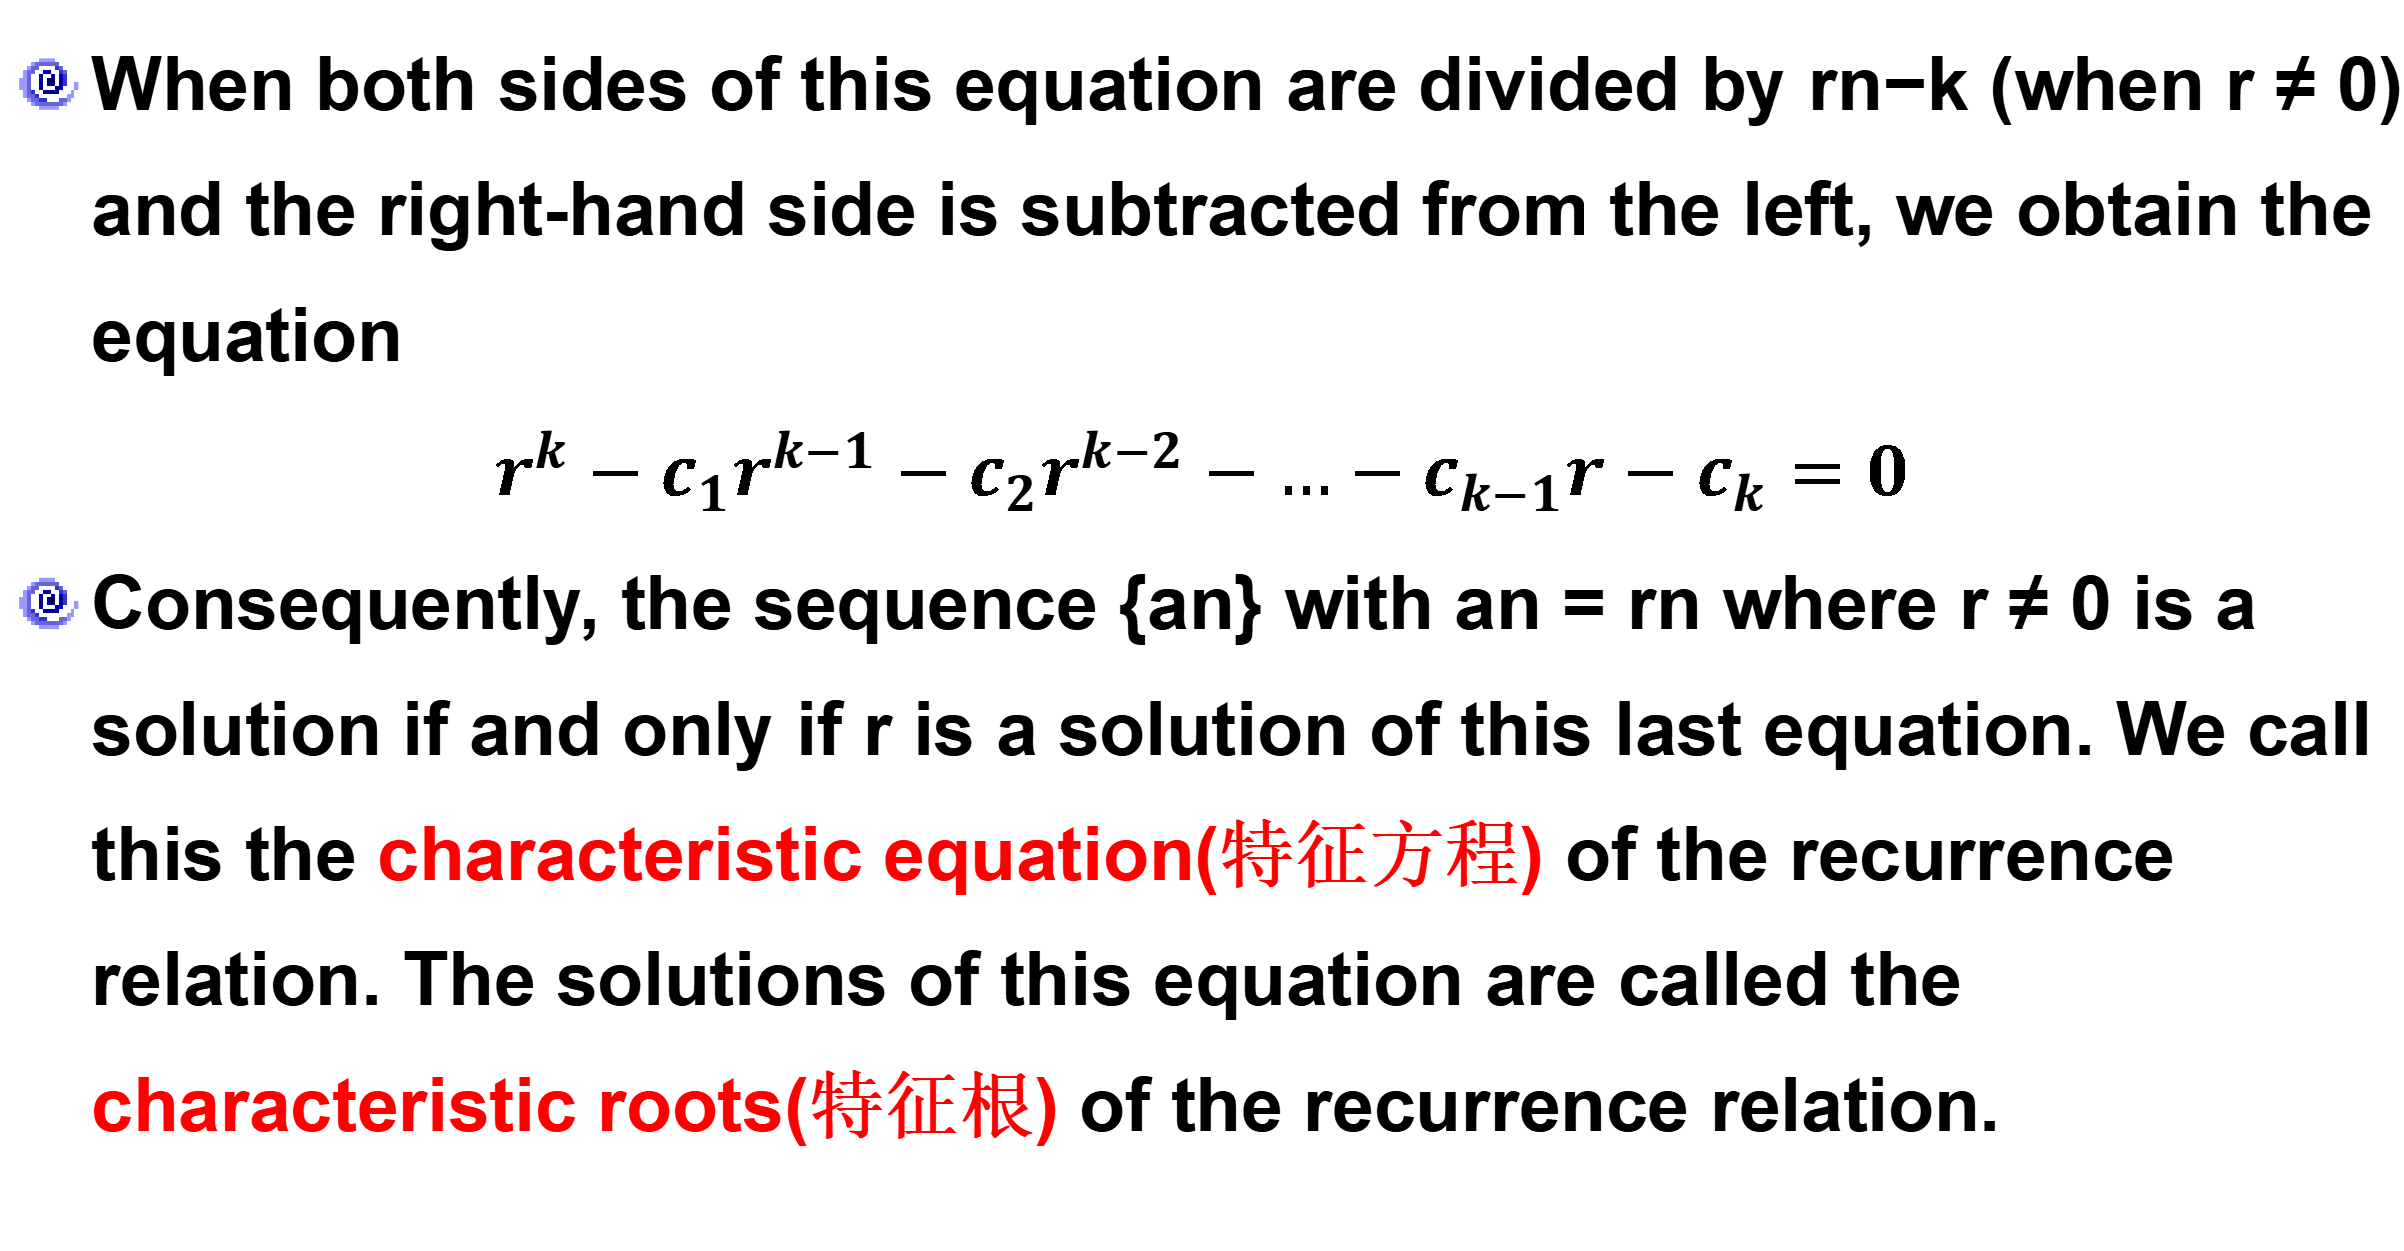 When both sides of this equation are divided by rn−k (when r ≠ 0)
and the right-hand side is subtracted from the left, we obtain the
equation
r^k − c_1 r^{k−1} − c_2 r^{k−2} − … − c_{k−1} r − c_k = 0
Consequently, the sequence {an} with an = rn where r ≠ 0 is a
solution if and only if r is a solution of this last equation. We call
this the characteristic equation(特征方程) of the recurrence
relation. The solutions of this equation are called the
characteristic roots(特征根) of the recurrence relation.